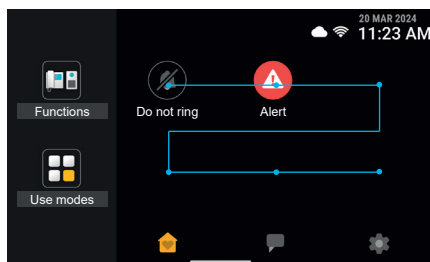 20 MAR 2024
11:23 AM
Functions
Do not ring
Alert
Use modes